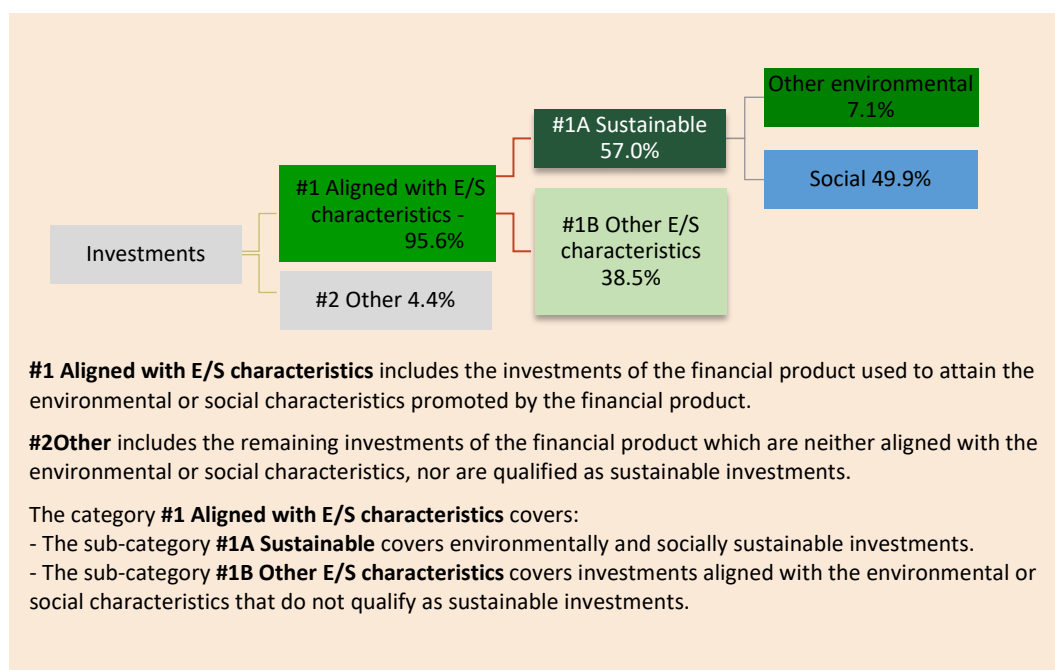 Other environmental
7.1%
#1A Sustainable
57.0%
Social 49.9%
#1 Aligned with E/S
characteristics -
95.6%
#1B Other E/S
characteristics
38.5%
Investments
#2 Other 4.4%
#1 Aligned with E/S characteristics includes the investments of the financial product used to attain the
environmental or social characteristics promoted by the financial product.
#2Other includes the remaining investments of the financial product which are neither aligned with the
environmental or social characteristics, nor are qualified as sustainable investments.
The category #1 Aligned with E/S characteristics covers:
- The sub-category #1A Sustainable covers environmentally and socially sustainable investments.
- The sub-category #1B Other E/S characteristics covers investments aligned with the environmental or
social characteristics that do not qualify as sustainable investments.